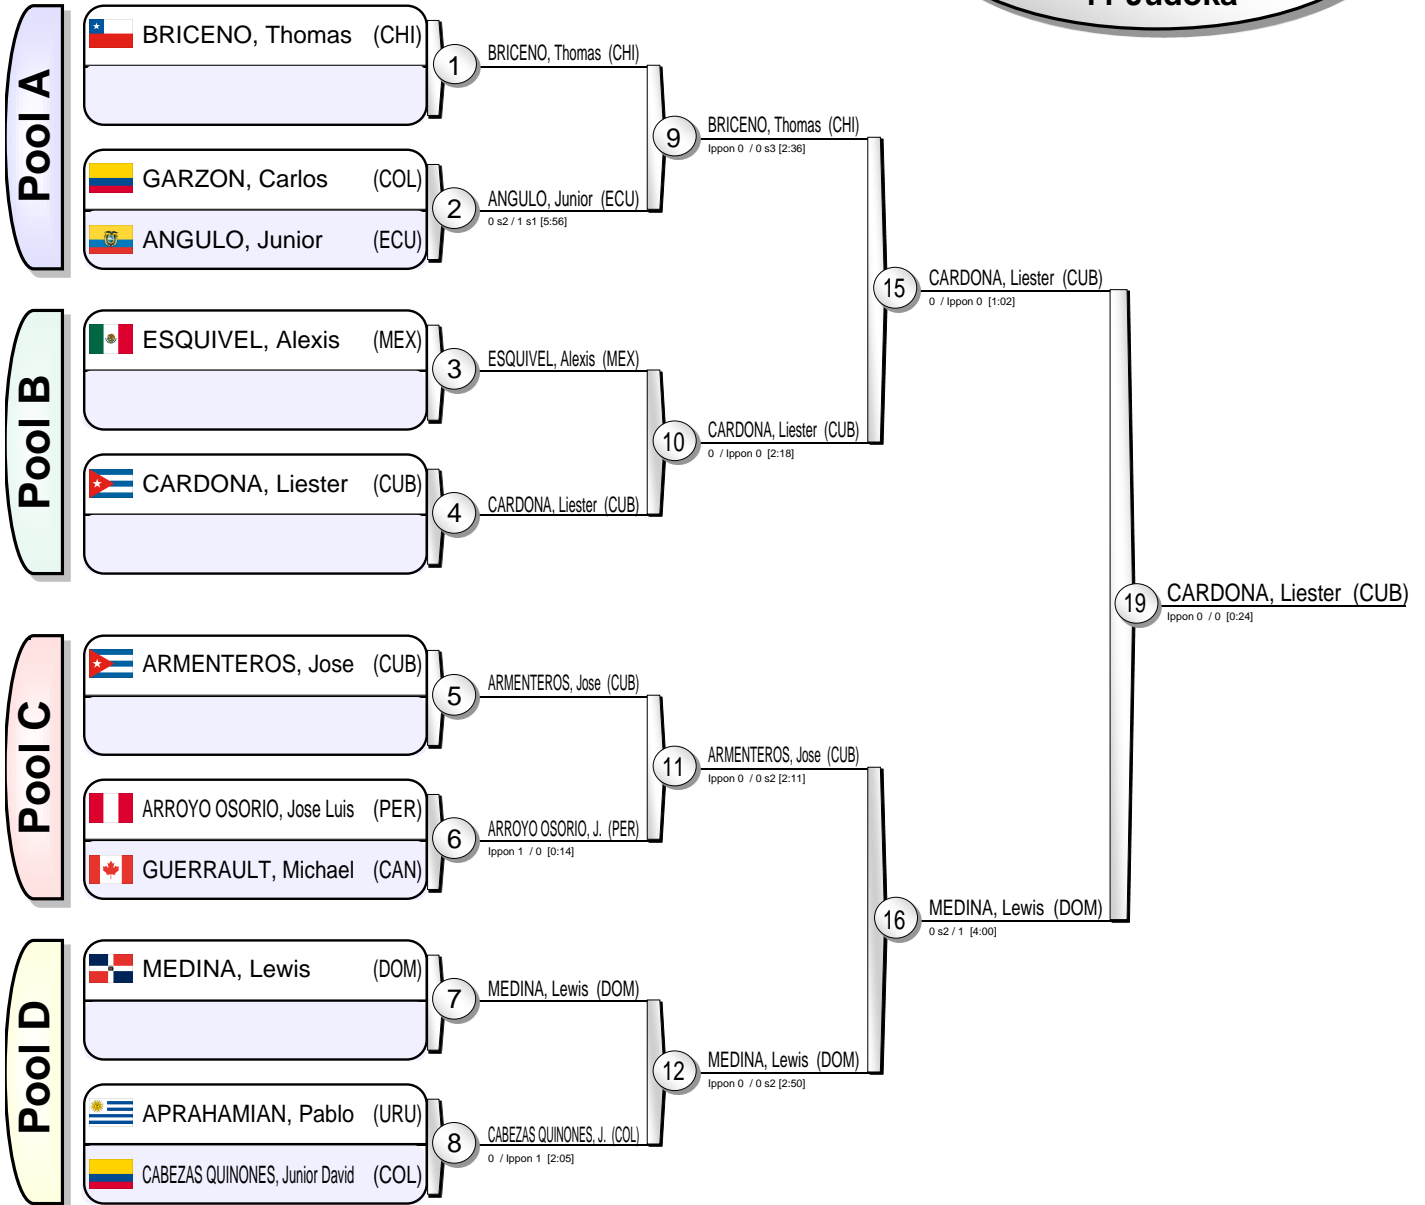 11 Judoka
Pool A
BRICENO, Thomas (CHI)
GARZON, Carlos (COL)
ANGULO, Junior (ECU)
1
BRICENO, Thomas (CHI)
2
ANGULO, Junior (ECU)
0 s2 / 1 s1 [5:56]
9
BRICENO, Thomas (CHI)
Ippon 0 / 0 s3 [2:36]
Pool B
ESQUIVEL, Alexis (MEX)
CARDONA, Liester (CUB)
3
ESQUIVEL, Alexis (MEX)
4
CARDONA, Liester (CUB)
10
CARDONA, Liester (CUB)
0 / Ippon 0 [2:18]
15
CARDONA, Liester (CUB)
0 / Ippon 0 [1:02]
Pool C
ARMENTEROS, Jose (CUB)
ARROYO OSORIO, Jose Luis (PER)
GUERRAULT, Michael (CAN)
5
ARMENTEROS, Jose (CUB)
6
ARROYO OSORIO, J. (PER)
Ippon 1 / 0 [0:14]
11
ARMENTEROS, Jose (CUB)
Ippon 0 / 0 s2 [2:11]
Pool D
MEDINA, Lewis (DOM)
APRAHAMIAN, Pablo (URU)
CABEZAS QUINONES, Junior David (COL)
7
MEDINA, Lewis (DOM)
8
CABEZAS QUINONES, J. (COL)
0 / Ippon 1 [2:05]
12
MEDINA, Lewis (DOM)
Ippon 0 / 0 s2 [2:50]
16
MEDINA, Lewis (DOM)
0 s2 / 1 [4:00]
19
CARDONA, Liester (CUB)
Ippon 0 / 0 [0:24]